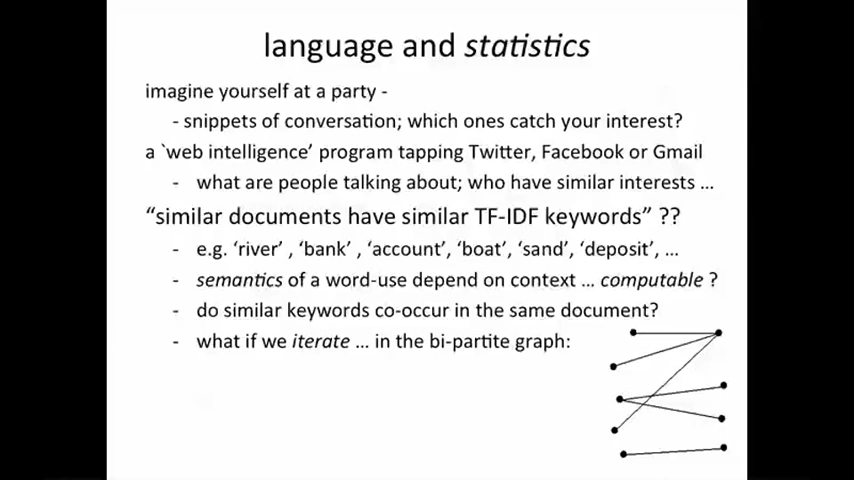 language and statistics
imagine yourself at a party -
- snippets of conversation; which ones catch your interest?
a `web intelligence’ program tapping Twitter, Facebook or Gmail
- what are people talking about; who have similar interests …
“similar documents have similar TF-IDF keywords” ??
- e.g. ‘river’ , ‘bank’ , ‘account’, ‘boat’, ‘sand’, ‘deposit’, …
- semantics of a word-use depend on context … computable ?
- do similar keywords co-occur in the same document?
- what if we iterate … in the bi-partite graph: